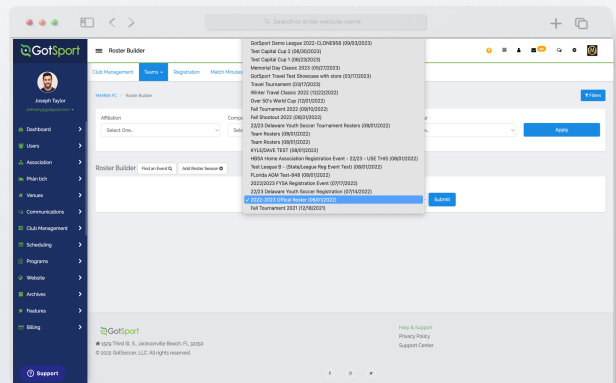 Search or enter website name
GotSport
Roster Builder
Joseph Taylor
Club Management
Teams
Registration
Match Minutes
MAMBA FC > Roster Builder
Filters
Affiliation
Select One..
Apply
Roster Builder
Find an Event
Add Roster Season
GotSport Demo League 2022-CLONE958 (09/03/2023)
Test Capital Cup 2 (06/30/2023)
Test Capital Cup 1 (06/23/2023)
Memorial Day Classic 2023 (05/27/2023)
GotSport Travel Test Showcase with store (03/17/2023)
Travel Tournament (03/17/2023)
Winter Travel Classic 2022 (12/22/2022)
Over 50's World Cup (12/01/2022)
Fall Tournament 2022 (09/10/2022)
Fall Shootout 2022 (08/31/2022)
22/23 Delaware Youth Soccer Tournament Rosters (08/01/2022)
Team Rosters (08/01/2022)
Team Rosters (08/01/2022)
KYLE/DAVE TEST (08/01/2022)
HBSA Home Association Registration Event - 22/23 - USE THIS (08/01/2022)
Test League B - (State/League Reg Event Test) (08/01/2022)
FLorida AGM Test-848 (08/01/2022)
2022/2023 FYSA Registration Event (07/17/2022)
22/23 Delaware Youth Soccer Registration (07/14/2022)
✓ 2022-2023 Offical Roster (06/01/2022)
Fall Tournament 2021 (12/18/2021)
Submit
Dashboard
Users
Association
Phân tích
Venues
Communications
Club Management
Scheduling
Programs
Website
Archives
Features
Billing
Support
GotSport
1529 Third St. S., Jacksonville Beach, FL 32250
© 2022 GotSoccer, LLC. All rights reserved.
Help & Support
Privacy Policy
Support Center